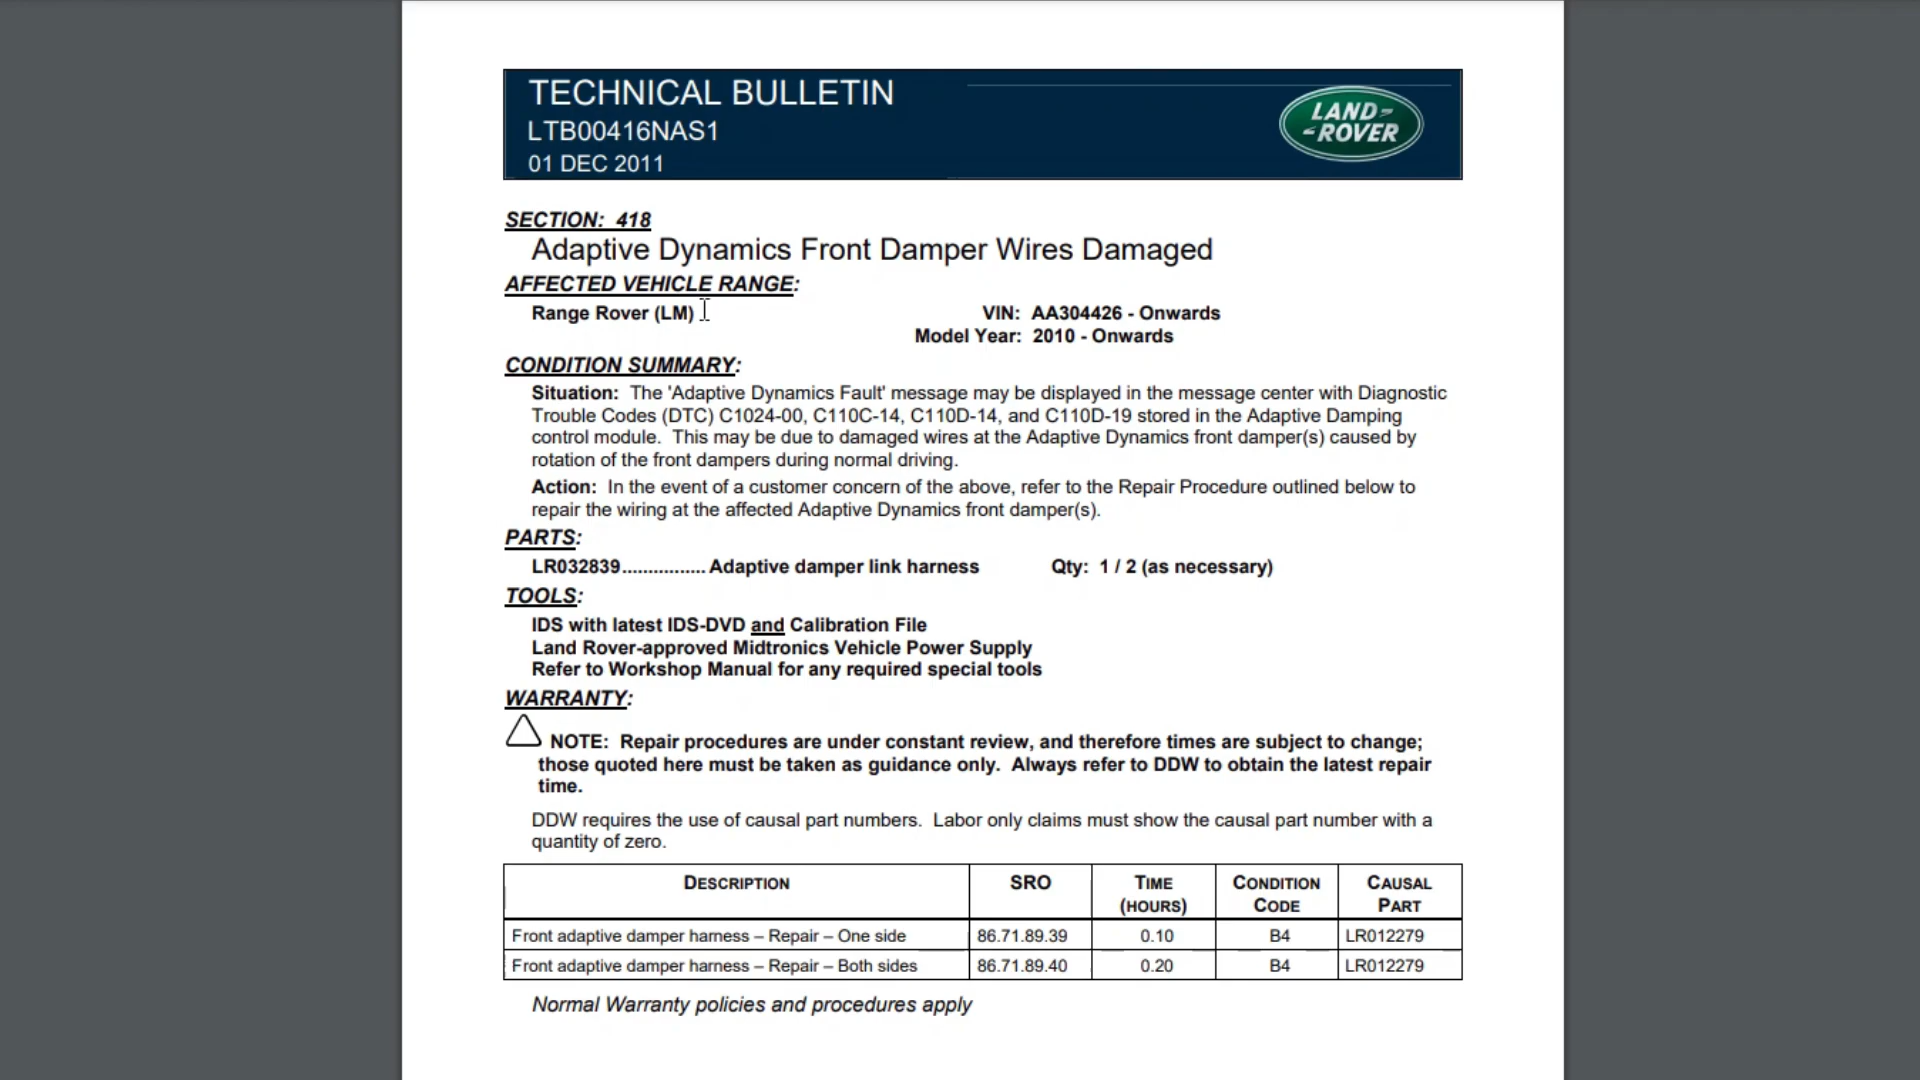 TECHNICAL BULLETIN
LTB00416NAS1
01 DEC 2011
LAND-
-ROVER
SECTION: 418
Adaptive Dynamics Front Damper Wires Damaged
AFFECTED VEHICLE RANGE:
Range Rover (LM) VIN: AA304426 - Onwards
Model Year: 2010 - Onwards
CONDITION SUMMARY:
Situation: The 'Adaptive Dynamics Fault' message may be displayed in the message center with Diagnostic
Trouble Codes (DTC) C1024-00, C110C-14, C110D-14, and C110D-19 stored in the Adaptive Damping
control module. This may be due to damaged wires at the Adaptive Dynamics front damper(s) caused by
rotation of the front dampers during normal driving.
Action: In the event of a customer concern of the above, refer to the Repair Procedure outlined below to
repair the wiring at the affected Adaptive Dynamics front damper(s).
PARTS:
LR032839................ Adaptive damper link harness Qty: 1 / 2 (as necessary)
TOOLS:
IDS with latest IDS-DVD and Calibration File
Land Rover-approved Midtronics Vehicle Power Supply
Refer to Workshop Manual for any required special tools
WARRANTY:
NOTE: Repair procedures are under constant review, and therefore times are subject to change;
those quoted here must be taken as guidance only. Always refer to DDW to obtain the latest repair
time.
DDW requires the use of causal part numbers. Labor only claims must show the causal part number with a
quantity of zero.
DESCRIPTION SRO TIME (HOURS) CONDITION CODE CAUSAL PART
Front adaptive damper harness – Repair – One side 86.71.89.39 0.10 B4 LR012279
Front adaptive damper harness – Repair – Both sides 86.71.89.40 0.20 B4 LR012279
Normal Warranty policies and procedures apply